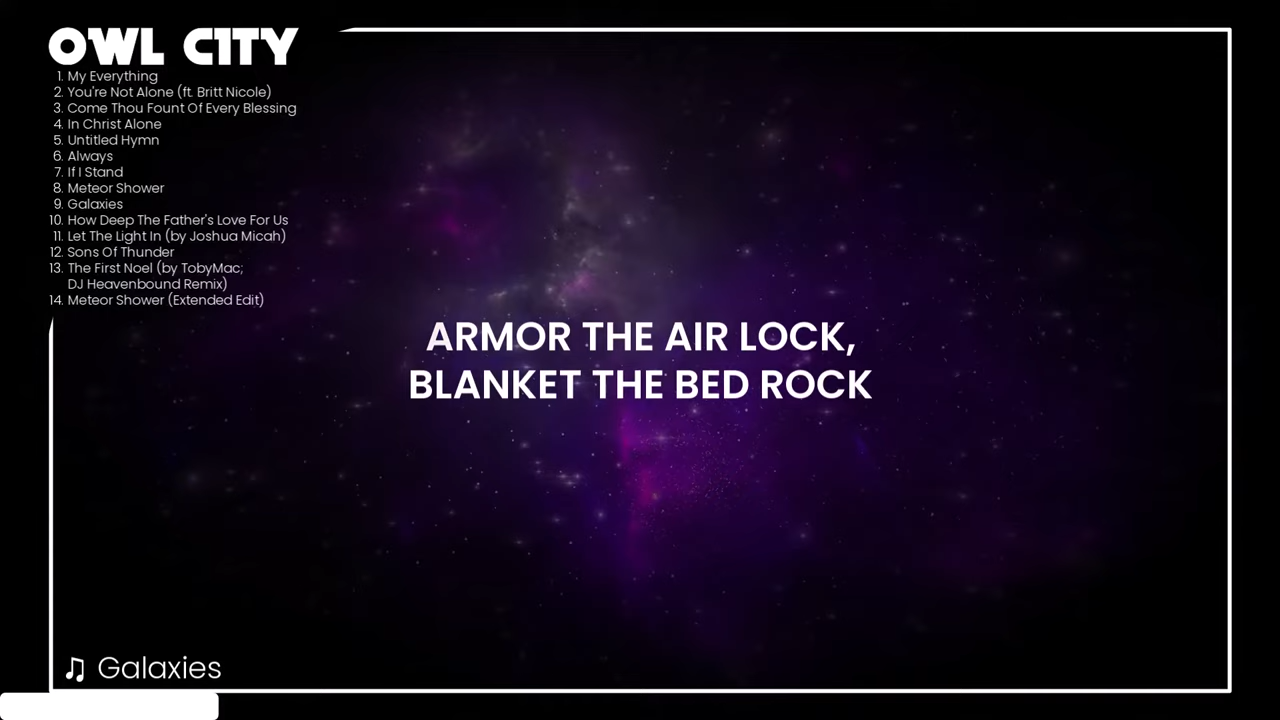 OWL CITY
1. My Everything
2. You're Not Alone (ft. Britt Nicole)
3. Come Thou Fount Of Every Blessing
4. In Christ Alone
5. Untitled Hymn
6. Always
7. If I Stand
8. Meteor Shower
9. Galaxies
10. How Deep The Father's Love For Us
11. Let The Light In (by Joshua Micah)
12. Sons Of Thunder
13. The First Noel (by TobyMac;
DJ Heavenbound Remix)
14. Meteor Shower (Extended Edit)
ARMOR THE AIR LOCK,
BLANKET THE BED ROCK
♫ Galaxies